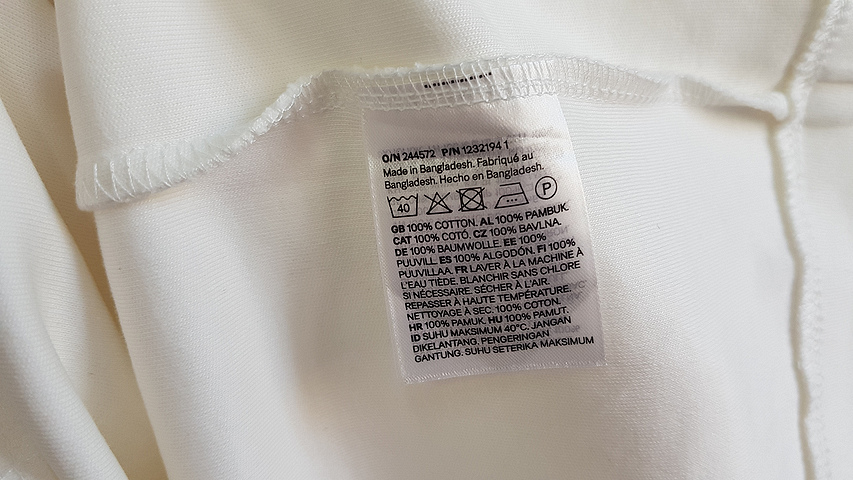 O/N 244572 P/N 1232194 1
Made in Bangladesh. Fabriqué au
Bangladesh. Hecho en Bangladesh.
40 P
GB 100% COTTON. AL 100% PAMBUK.
CAT 100% COTÓ. CZ 100% BAVLNA.
DE 100% BAUMWOLLE. EE 100%
PUUVILL. ES 100% ALGODÓN. FI 100%
PUUVILLAA. FR LAVER À LA MACHINE À
L'EAU TIÈDE. BLANCHIR SANS CHLORE
SI NÉCESSAIRE. SÉCHER À L'AIR.
REPASSER À HAUTE TEMPÉRATURE.
NETTOYAGE À SEC. 100% COTON.
HR 100% PAMUK. HU 100% PAMUT.
ID SUHU MAKSIMUM 40°C. JANGAN
DIKELANTANG. PENGERINGAN
GANTUNG. SUHU SETERIKA MAKSIMUM